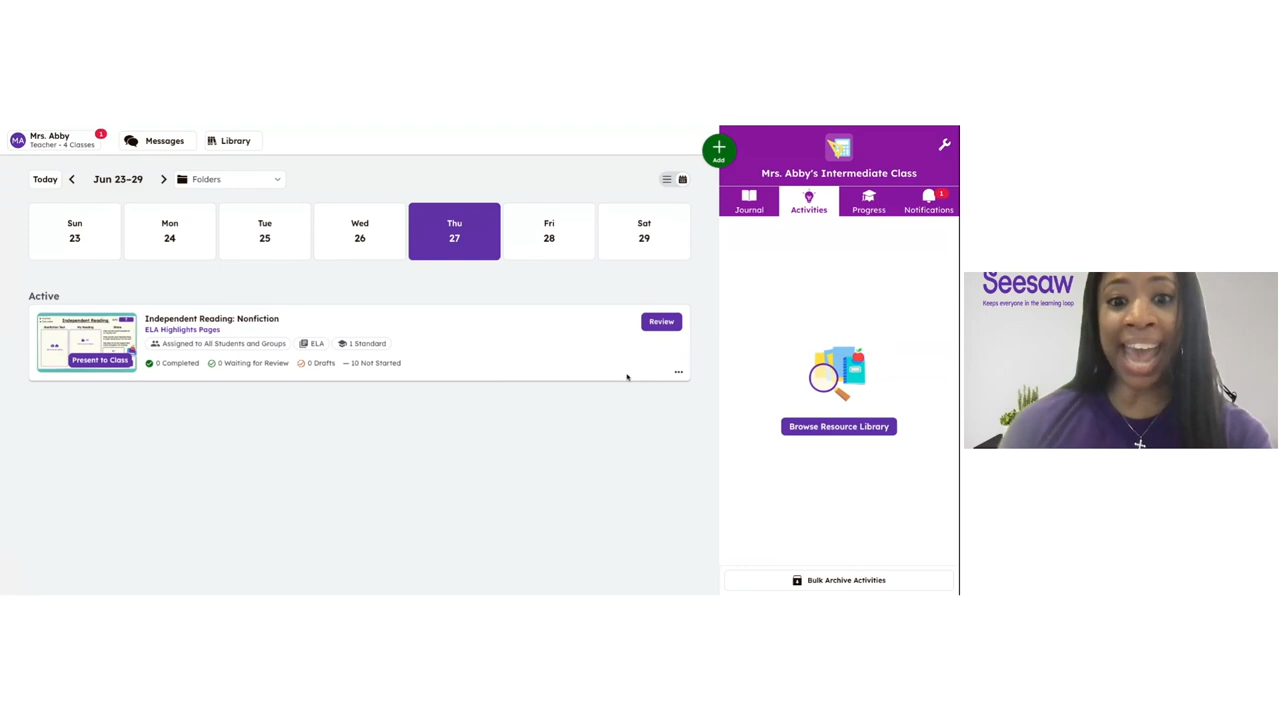 MA
Mrs. Abby
Teacher - 4 Classes
1
Messages
Library
Today
Jun 23–29
Folders
Sun
23
Mon
24
Tue
25
Wed
26
Thu
27
Fri
28
Sat
29
Active
Independent Reading
Present to Class
Independent Reading: Nonfiction
ELA Highlights Pages
Assigned to All Students and Groups
ELA
1 Standard
0 Completed
0 Waiting for Review
0 Drafts
10 Not Started
Review
Add
Mrs. Abby's Intermediate Class
Journal
Activities
Progress
1
Notifications
Browse Resource Library
Bulk Archive Activities
Seesaw
Keeps everyone in the learning loop